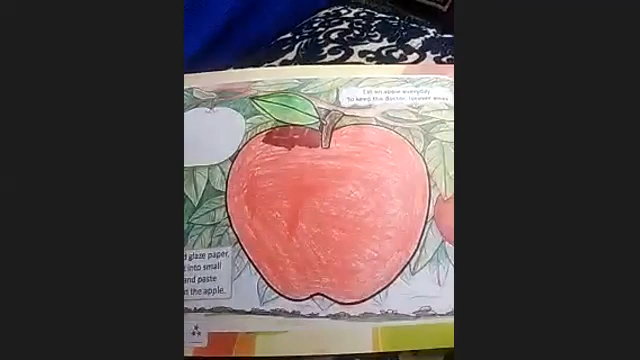 Eat an apple everyday
To keep the doctor, forever away
d glaze paper,
t into small
and paste
n the apple.